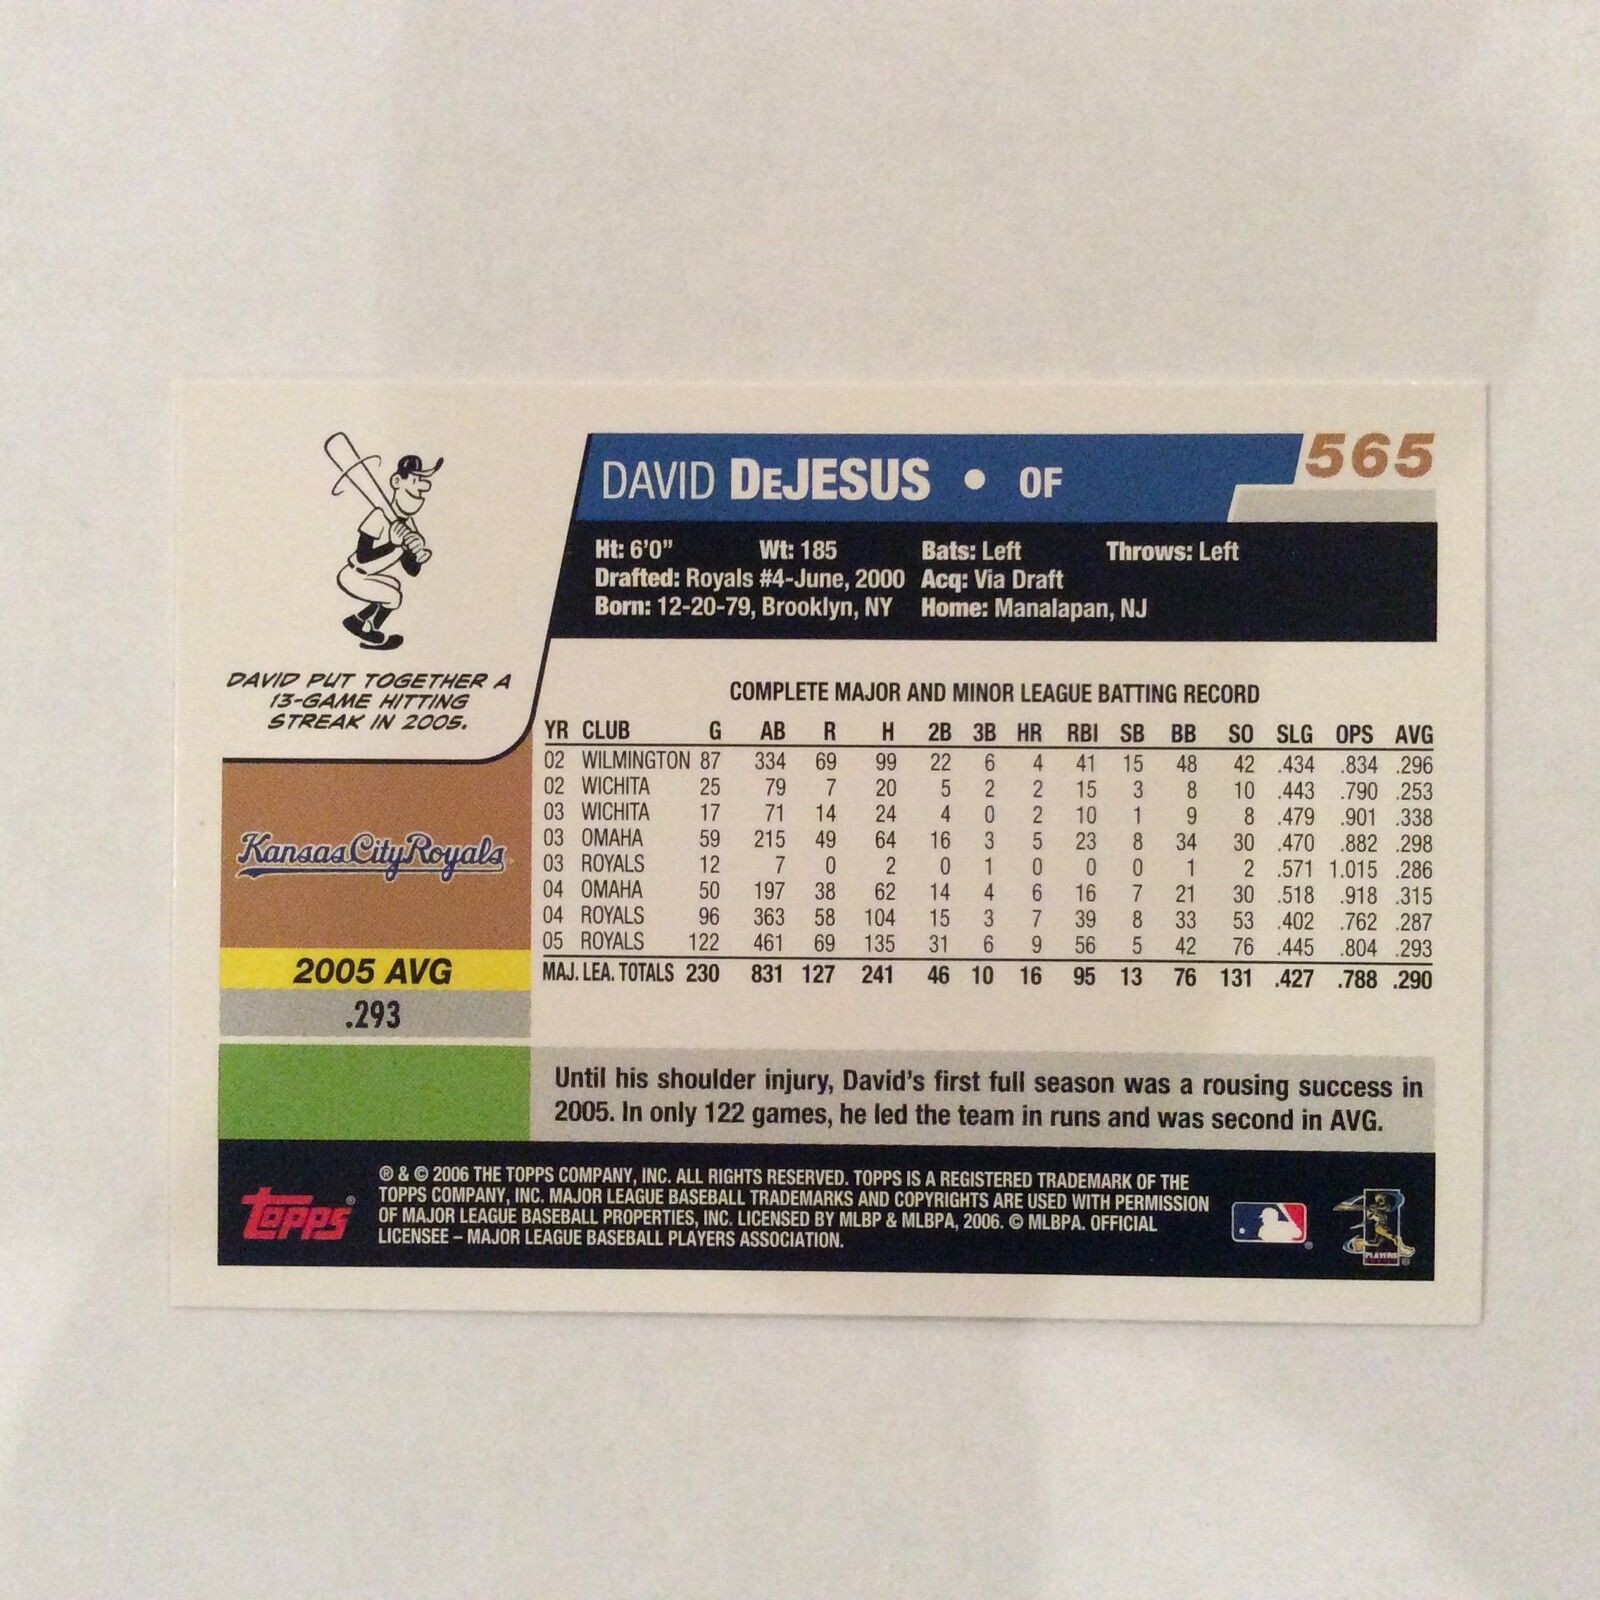 565
DAVID DeJESUS • OF
Ht: 6'0" Wt: 185 Bats: Left Throws: Left
Drafted: Royals #4-June, 2000 Acq: Via Draft
Born: 12-20-79, Brooklyn, NY Home: Manalapan, NJ
DAVID PUT TOGETHER A
13-GAME HITTING
STREAK IN 2005.
Kansas City Royals
2005 AVG
.293
COMPLETE MAJOR AND MINOR LEAGUE BATTING RECORD
YR CLUB G AB R H 2B 3B HR RBI SB BB SO SLG OPS AVG
02 WILMINGTON 87 334 69 99 22 6 4 41 15 48 42 .434 .834 .296
02 WICHITA 25 79 7 20 5 2 2 15 3 8 10 .443 .790 .253
03 WICHITA 17 71 14 24 4 0 2 10 1 9 8 .479 .901 .338
03 OMAHA 59 215 49 64 16 3 5 23 8 34 30 .470 .882 .298
03 ROYALS 12 7 0 2 0 1 0 0 0 1 2 .571 1.015 .286
04 OMAHA 50 197 38 62 14 4 6 16 7 21 30 .518 .918 .315
04 ROYALS 96 363 58 104 15 3 7 39 8 33 53 .402 .762 .287
05 ROYALS 122 461 69 135 31 6 9 56 5 42 76 .445 .804 .293
MAJ. LEA. TOTALS 230 831 127 241 46 10 16 95 13 76 131 .427 .788 .290
Until his shoulder injury, David's first full season was a rousing success in
2005. In only 122 games, he led the team in runs and was second in AVG.
Topps®
® & © 2006 THE TOPPS COMPANY, INC. ALL RIGHTS RESERVED. TOPPS IS A REGISTERED TRADEMARK OF THE
TOPPS COMPANY, INC. MAJOR LEAGUE BASEBALL TRADEMARKS AND COPYRIGHTS ARE USED WITH PERMISSION
OF MAJOR LEAGUE BASEBALL PROPERTIES, INC. LICENSED BY MLBP & MLBPA, 2006. © MLBPA. OFFICIAL
LICENSEE – MAJOR LEAGUE BASEBALL PLAYERS ASSOCIATION.
PLAYERS